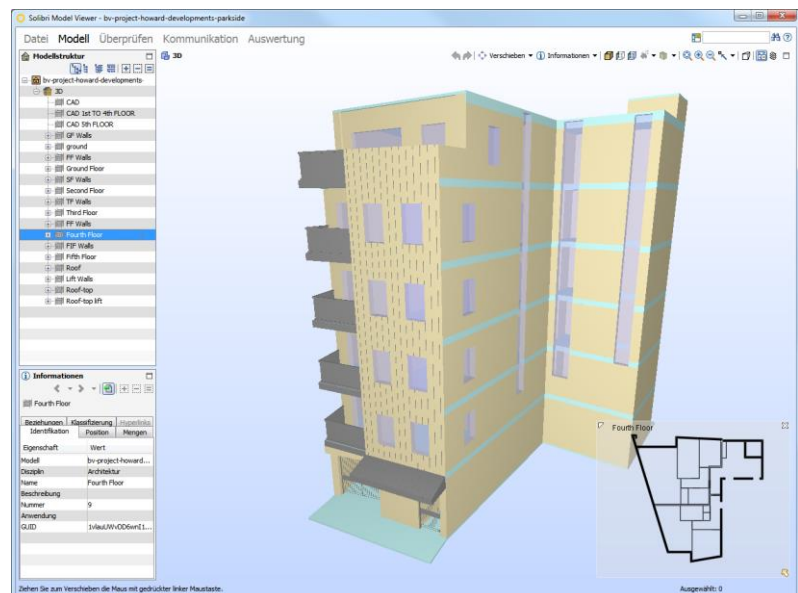 Solibri Model Viewer - bv-project-howard-developments-parkside
Datei Modell Überprüfen Kommunikation Auswertung
Modellstruktur
3D
Verschieben
Informationen
bv-project-howard-developments-
3D
CAD
CAD 1st TO 4th FLOOR
CAD 5th FLOOR
GF Walls
ground
FF Walls
Ground Floor
SF Walls
Second Floor
TF Walls
Third Floor
FF Walls
Fourth Floor
FIF Walls
Fifth Floor
Roof
Lift Walls
Roof-top
Roof-top lift
Informationen
Fourth Floor
Beziehungen Klassifizierung Hyperlinks
Identifikation Position Mengen
Eigenschaft Wert
Modell bv-project-howard...
Disziplin Architektur
Name Fourth Floor
Beschreibung
Nummer 9
Anwendung
GUID
Fourth Floor
Ziehen Sie zum Verschieben die Maus mit gedrückter linker Maustaste.
Ausgewählt: 0